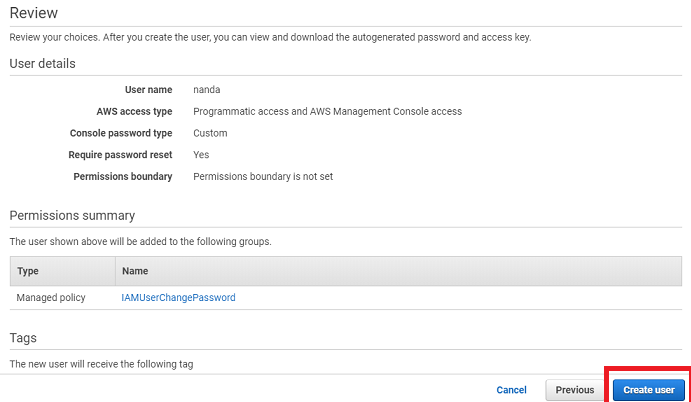 Review
Review your choices. After you create the user, you can view and download the autogenerated password and access key.
User details
User name nanda
AWS access type Programmatic access and AWS Management Console access
Console password type Custom
Require password reset Yes
Permissions boundary Permissions boundary is not set
Permissions summary
The user shown above will be added to the following groups.
Type Name
Managed policy IAMUserChangePassword
Tags
The new user will receive the following tag
Cancel Previous Create user